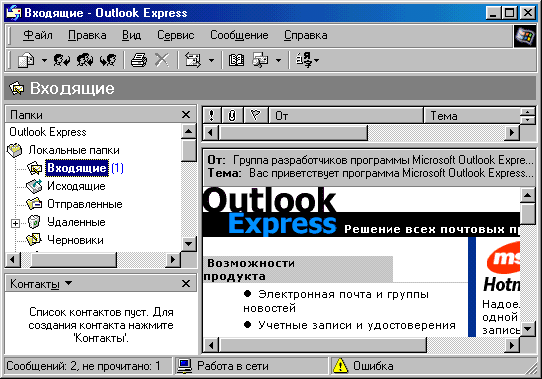 Входящие - Outlook Express
Файл Правка Вид Сервис Сообщение Справка
Входящие
Папки
Outlook Express
Локальные папки
Входящие (1)
Исходящие
Отправленные
Удаленные
Черновики
Контакты
Список контактов пуст. Для
создания контакта нажмите
'Контакты'.
! От Тема
От: Группа разработчиков программы Microsoft Outlook Expre...
Тема: Вас приветствует программа Microsoft Outlook Express...
Outlook
Express Решение всех почтовых п
Возможности
продукта
• Электронная почта и группы
новостей
• Учетные записи и удостоверения
ms
Hotm
Надое.
одной
запись
Сообщений: 2, не прочитано: 1 Работа в сети Ошибка